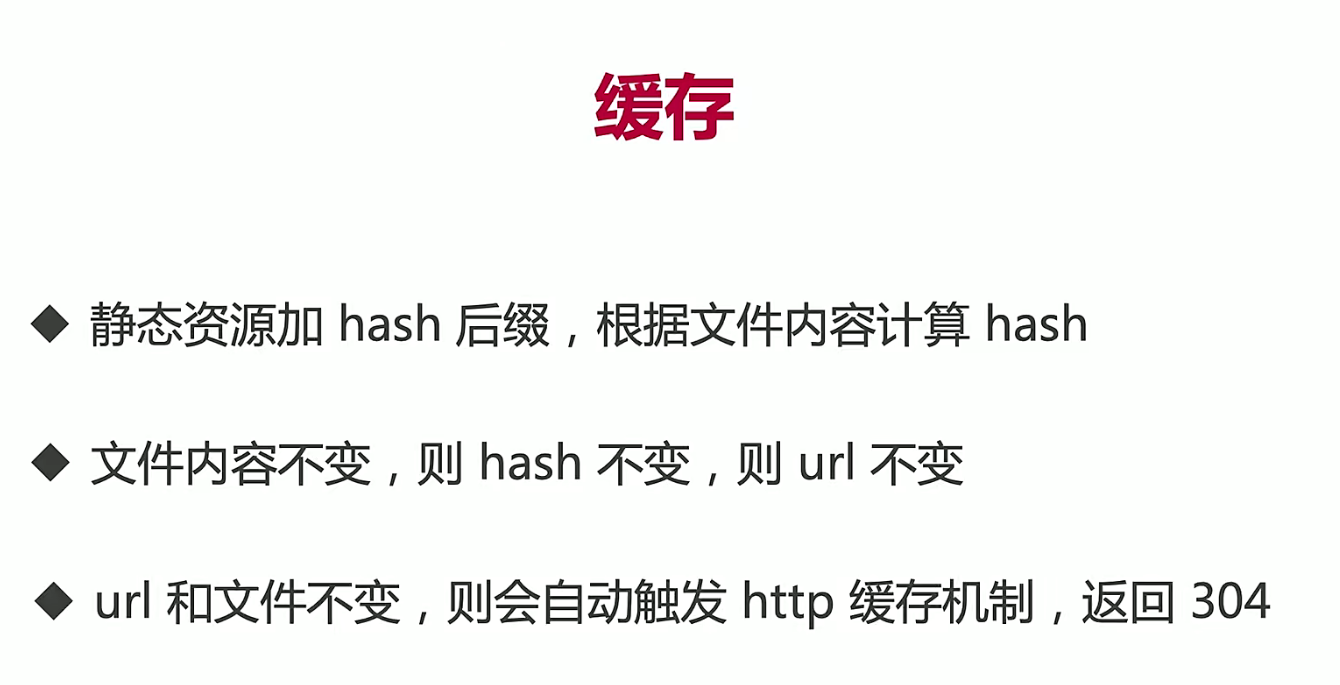 缓存
◆ 静态资源加 hash 后缀，根据文件内容计算 hash
◆ 文件内容不变，则 hash 不变，则 url 不变
◆ url 和文件不变，则会自动触发 http 缓存机制，返回 304